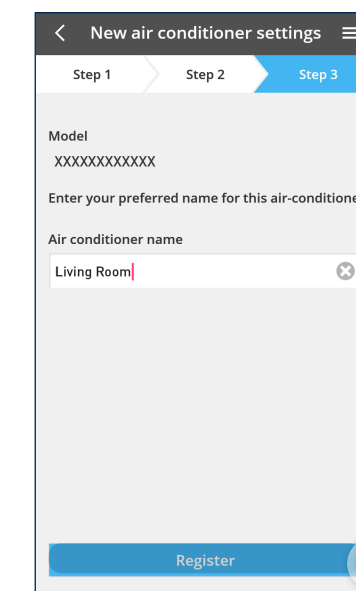 New air conditioner settings
Step 1 Step 2 Step 3
Model
XXXXXXXXXXXX
Enter your preferred name for this air-conditione
Air conditioner name
Living Room
Register